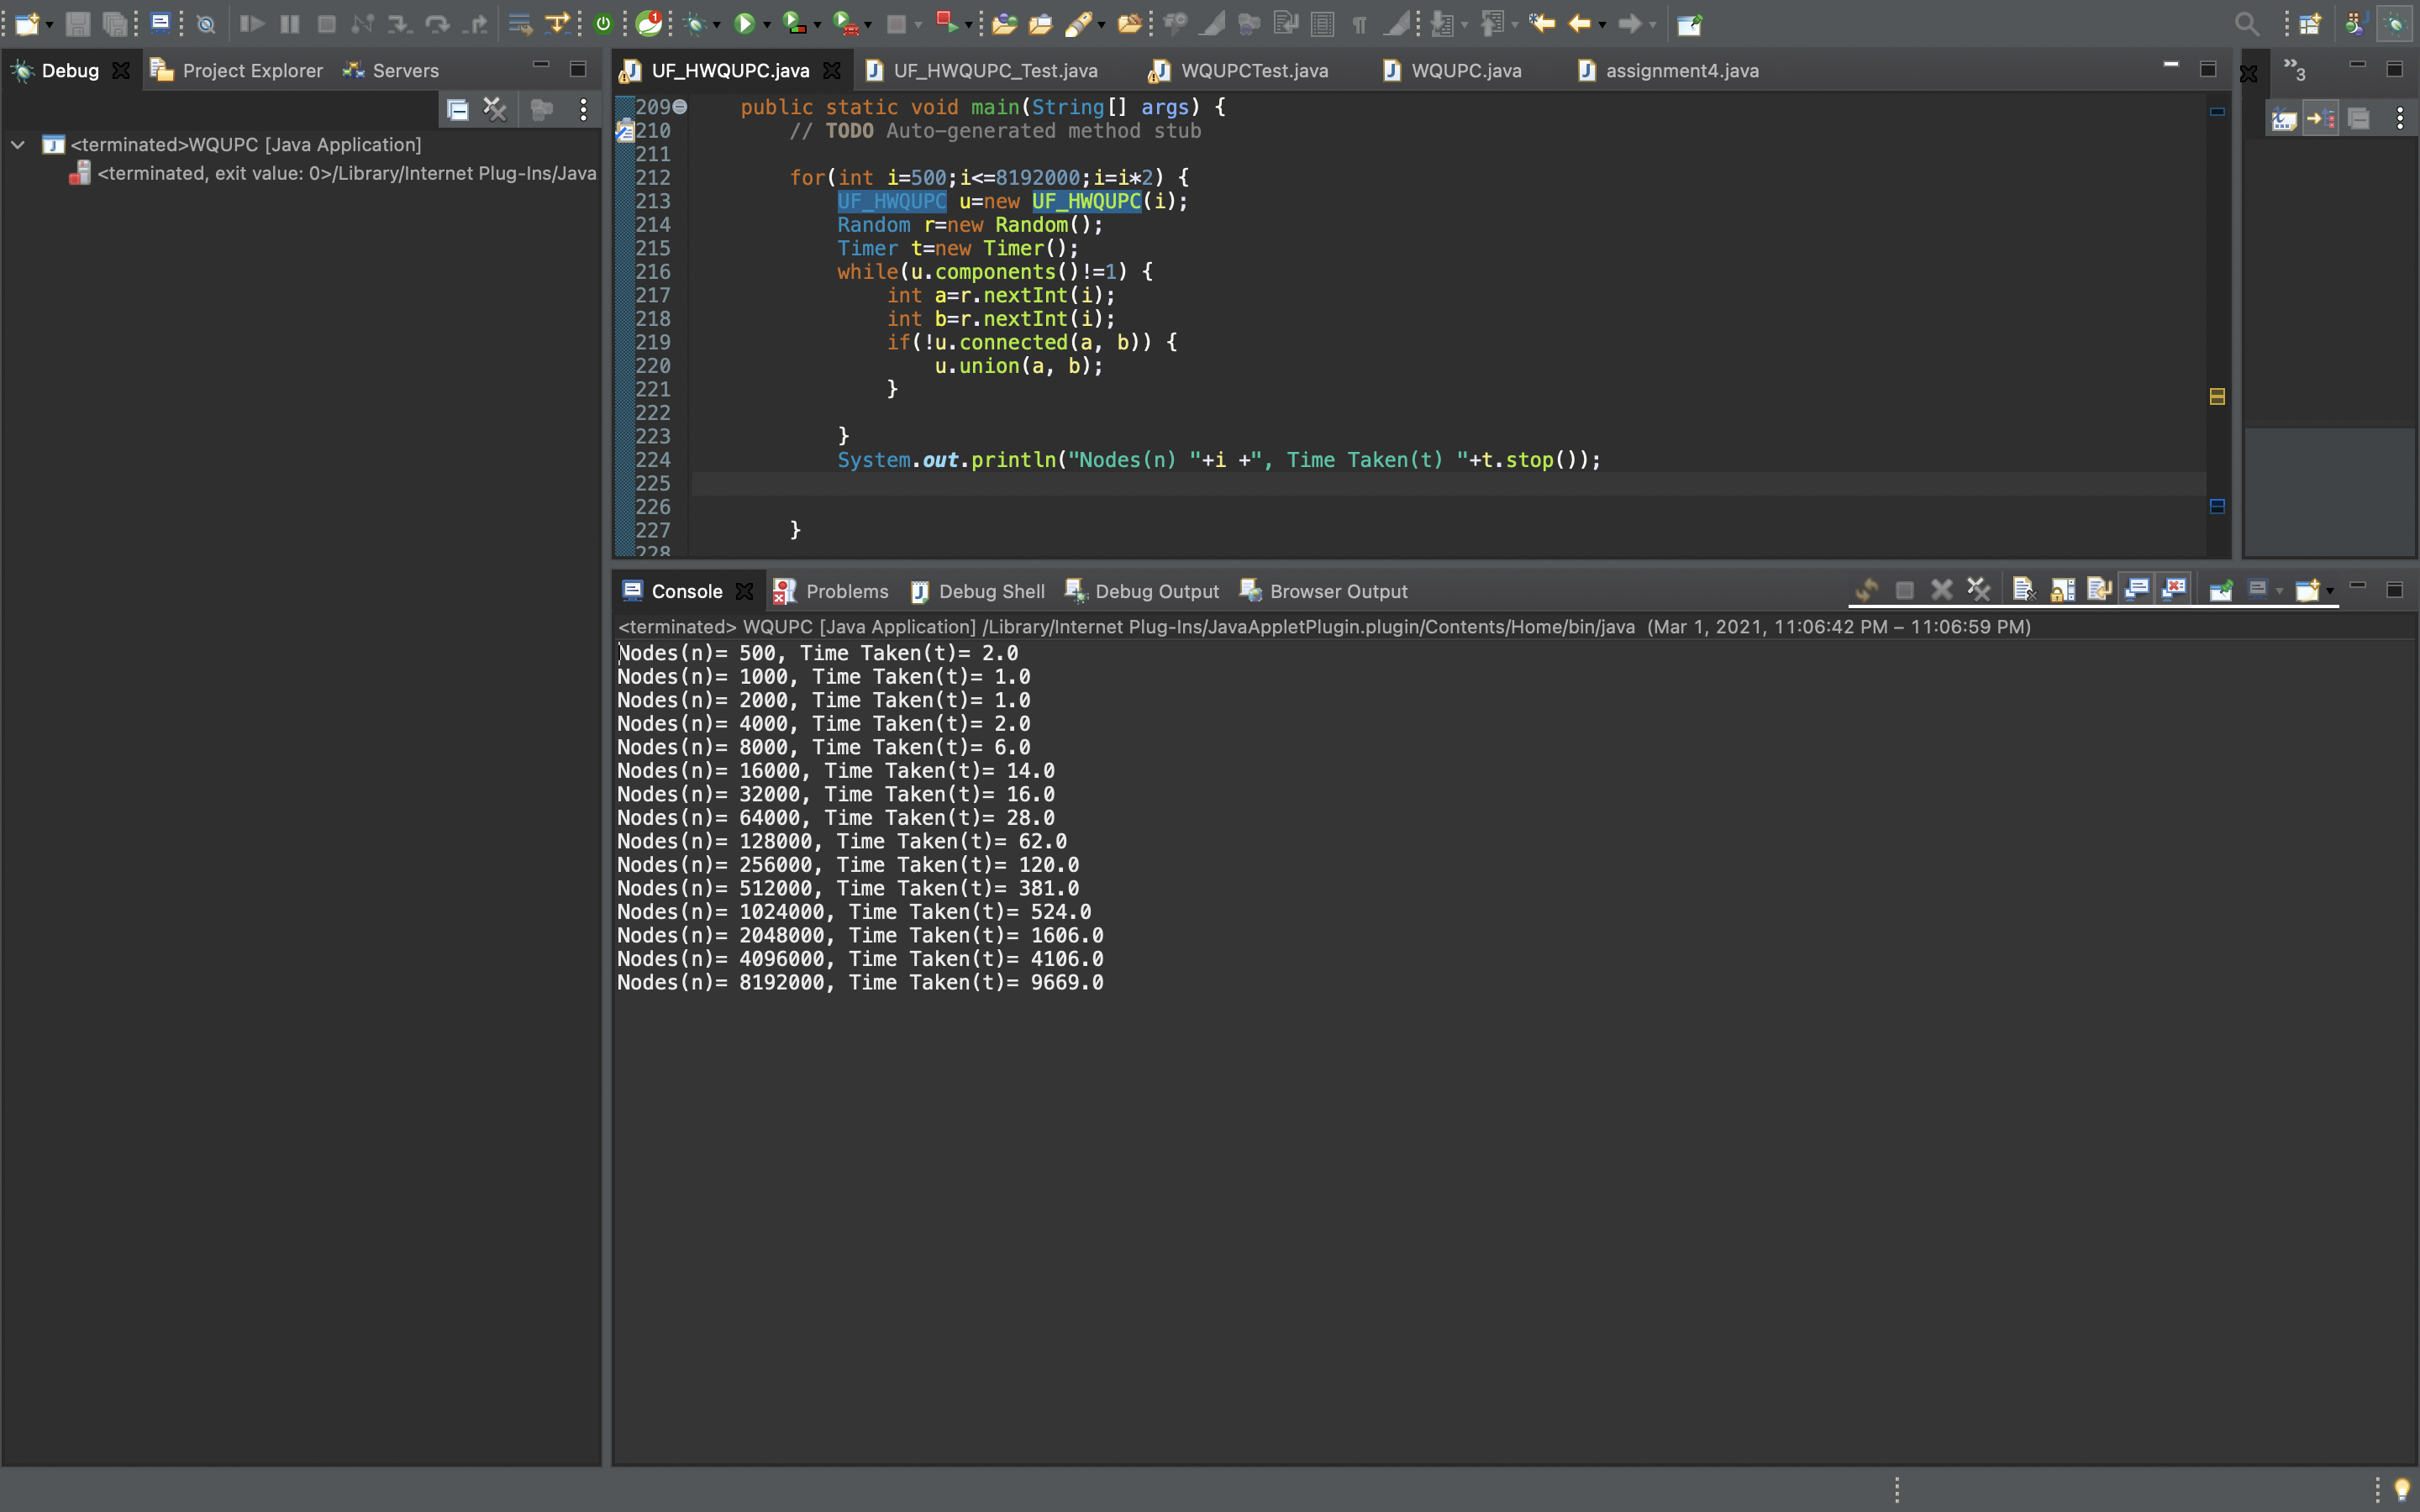 Debug Project Explorer Servers
<terminated>WQUPC [Java Application]
<terminated, exit value: 0>/Library/Internet Plug-Ins/Java
UF_HWQUPC.java UF_HWQUPC_Test.java WQUPCTest.java WQUPC.java assignment4.java
3
209 public static void main(String[] args) {
210 // TODO Auto-generated method stub
211
212 for(int i=500;i<=8192000;i=i*2) {
213 UF_HWQUPC u=new UF_HWQUPC(i);
214 Random r=new Random();
215 Timer t=new Timer();
216 while(u.components()!=1) {
217 int a=r.nextInt(i);
218 int b=r.nextInt(i);
219 if(!u.connected(a, b)) {
220 u.union(a, b);
221 }
222
223 }
224 System.out.println("Nodes(n) "+i +", Time Taken(t) "+t.stop());
225
226
227 }
228
Console Problems Debug Shell Debug Output Browser Output
<terminated> WQUPC [Java Application] /Library/Internet Plug-Ins/JavaAppletPlugin.plugin/Contents/Home/bin/java (Mar 1, 2021, 11:06:42 PM – 11:06:59 PM)
Nodes(n)= 500, Time Taken(t)= 2.0
Nodes(n)= 1000, Time Taken(t)= 1.0
Nodes(n)= 2000, Time Taken(t)= 1.0
Nodes(n)= 4000, Time Taken(t)= 2.0
Nodes(n)= 8000, Time Taken(t)= 6.0
Nodes(n)= 16000, Time Taken(t)= 14.0
Nodes(n)= 32000, Time Taken(t)= 16.0
Nodes(n)= 64000, Time Taken(t)= 28.0
Nodes(n)= 128000, Time Taken(t)= 62.0
Nodes(n)= 256000, Time Taken(t)= 120.0
Nodes(n)= 512000, Time Taken(t)= 381.0
Nodes(n)= 1024000, Time Taken(t)= 524.0
Nodes(n)= 2048000, Time Taken(t)= 1606.0
Nodes(n)= 4096000, Time Taken(t)= 4106.0
Nodes(n)= 8192000, Time Taken(t)= 9669.0